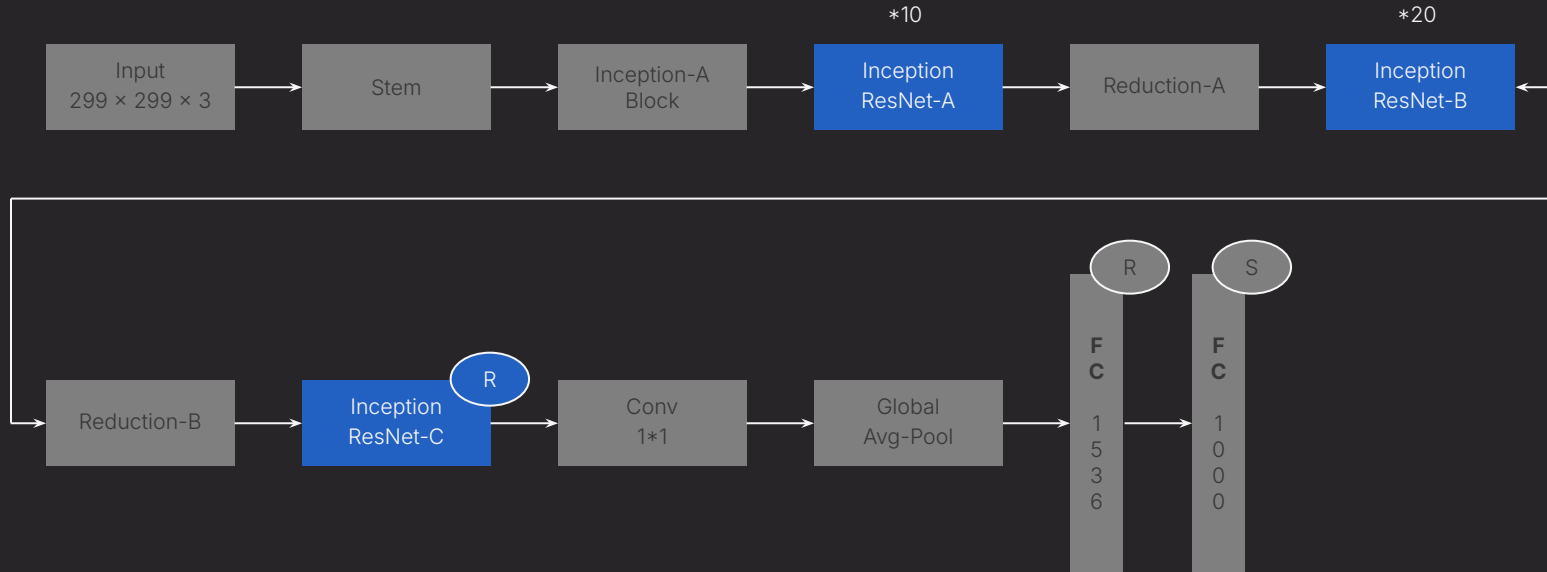 *10
*20
Input
299 × 299 × 3
Stem
Inception-A
Block
Inception
ResNet-A
Reduction-A
Inception
ResNet-B
R
S
R
Reduction-B
Inception
ResNet-C
Conv
1*1
Global
Avg-Pool
F
C
1
5
3
6
F
C
1
0
0
0